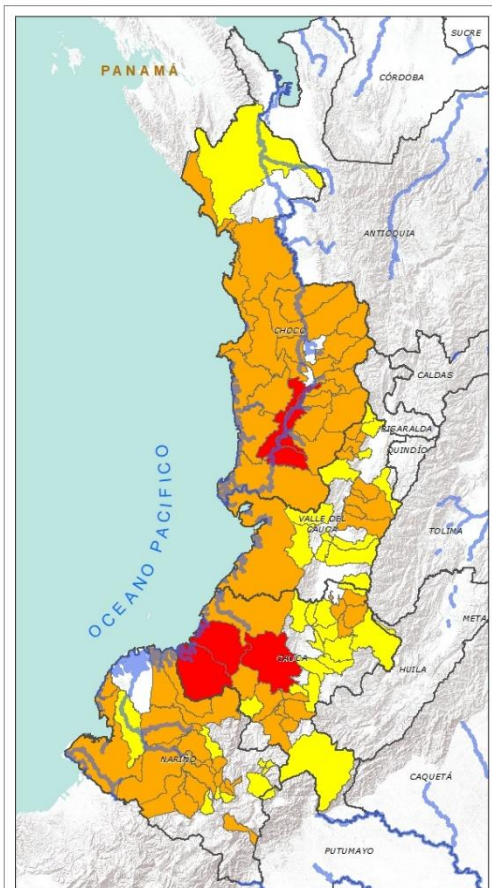 SUCRE
PANAMÁ
CÓRDOBA
ANTIOQUIA
CHOCÓ
CALDAS
RISARALDA
QUINDÍO
OCEANO PACIFICO
VALLE DEL
CAUCA
TOLIMA
META
CAUCA
HUILA
NARIÑO
CAQUETÁ
PUTUMAYO